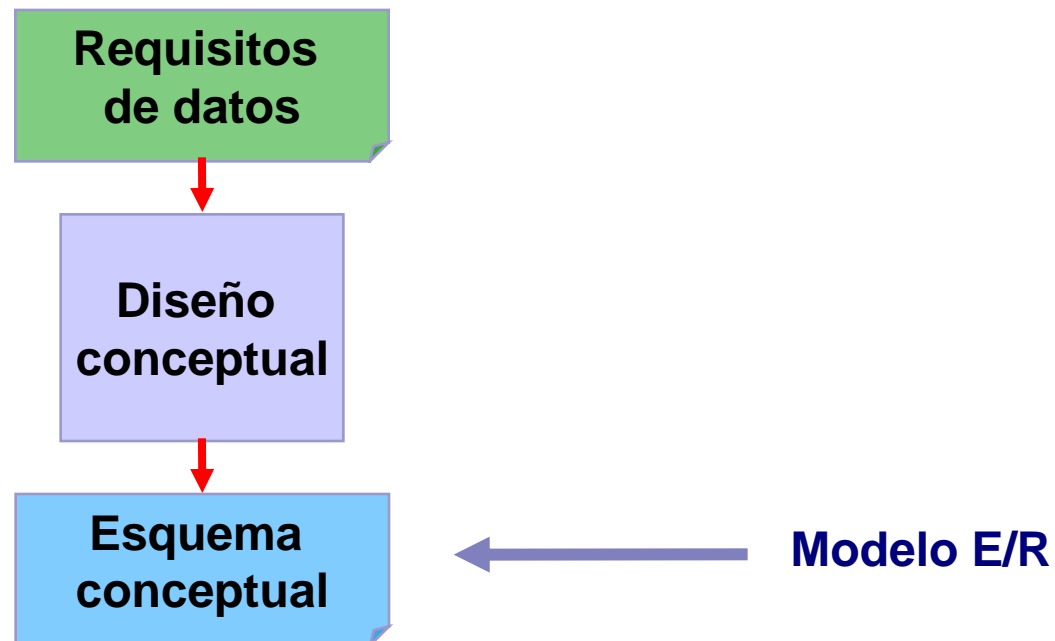 Requisitos
de datos
Diseño
conceptual
Esquema
conceptual
Modelo E/R